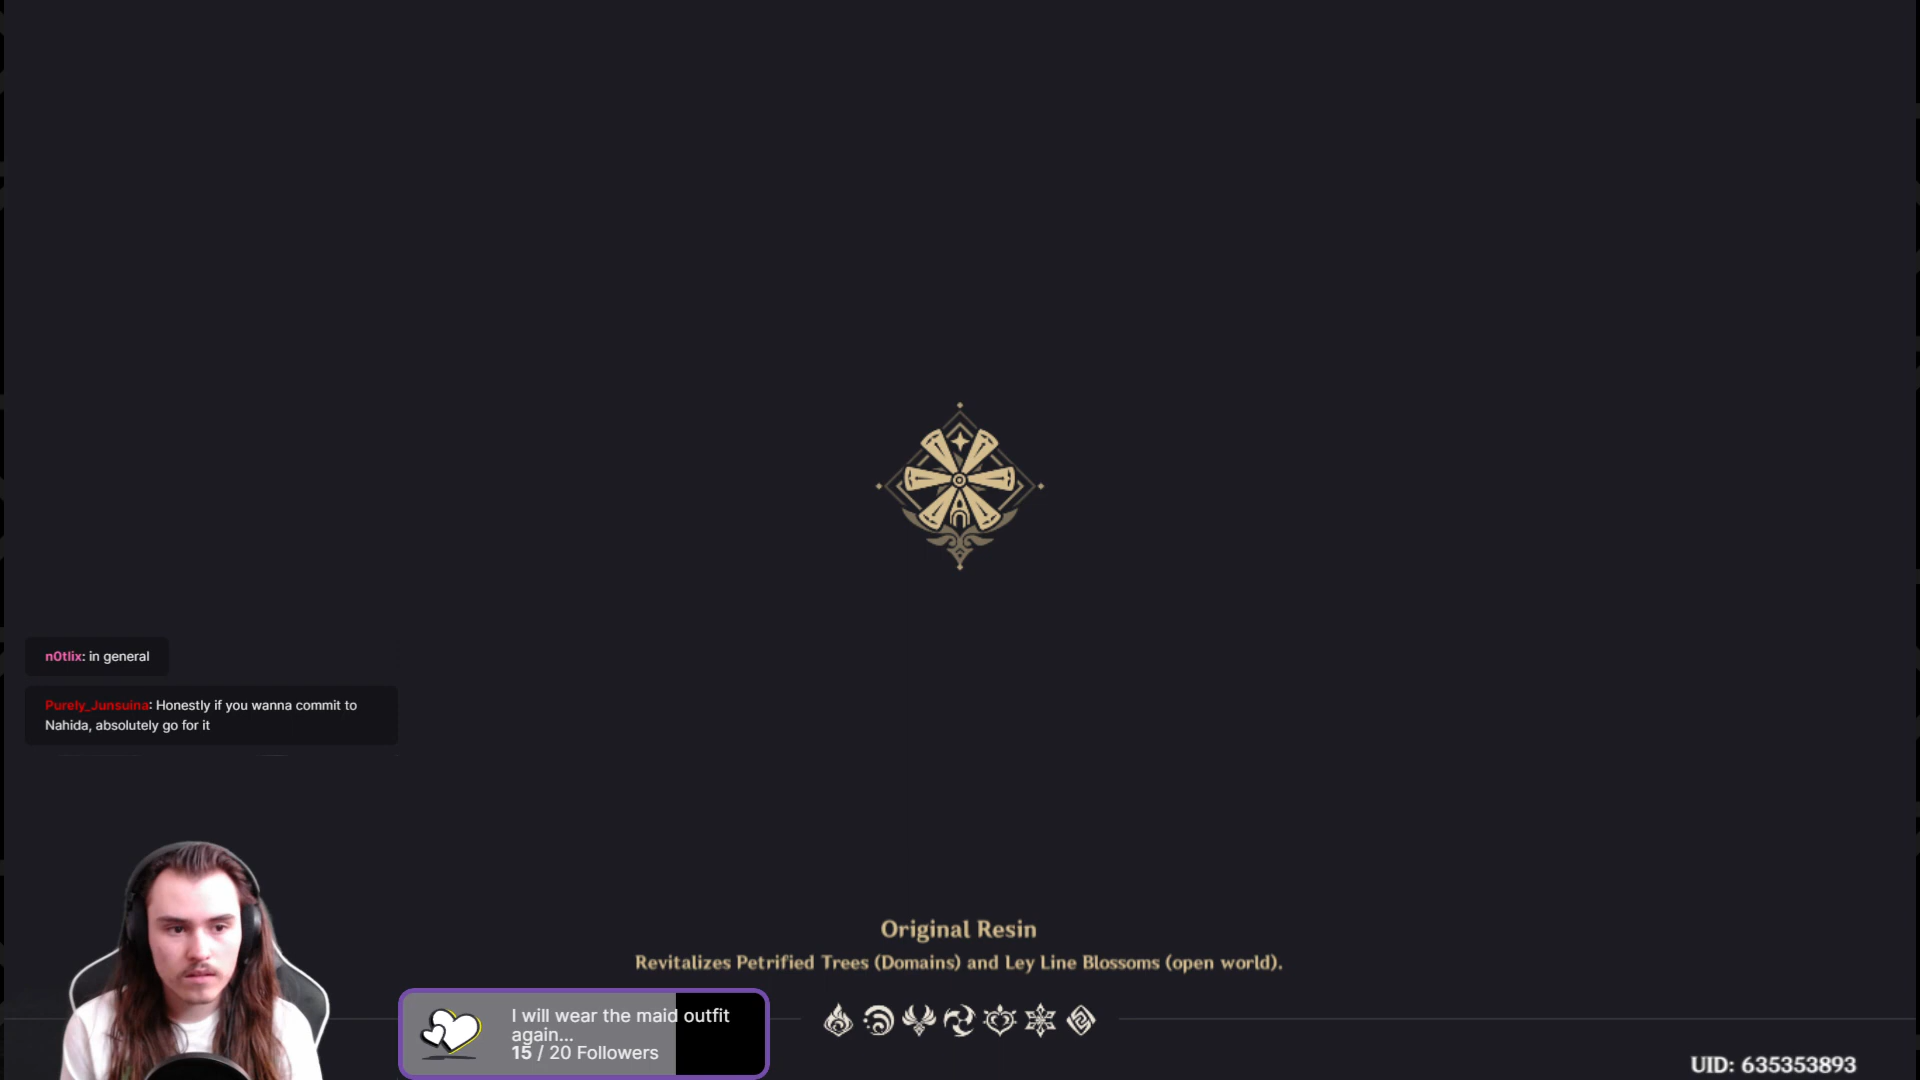 n0tlix: in general
Purely_Junsuina: Honestly if you wanna commit to
Nahida, absolutely go for it
Original Resin
Revitalizes Petrified Trees (Domains) and Ley Line Blossoms (open world).
I will wear the maid outfit
again...
15 / 20 Followers
UID: 635353893